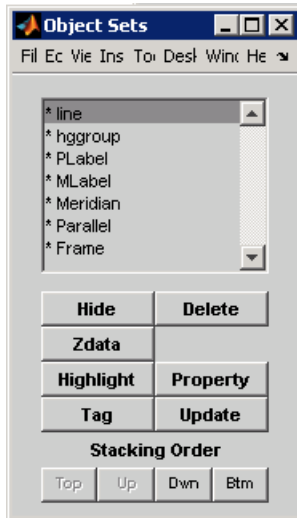 Object Sets
Fil Ec Vie Ins Too Desl Winc He
* line
* hggroup
* PLabel
* MLabel
* Meridian
* Parallel
* Frame
Hide Delete
Zdata
Highlight Property
Tag Update
Stacking Order
Top Up Dwn Btm